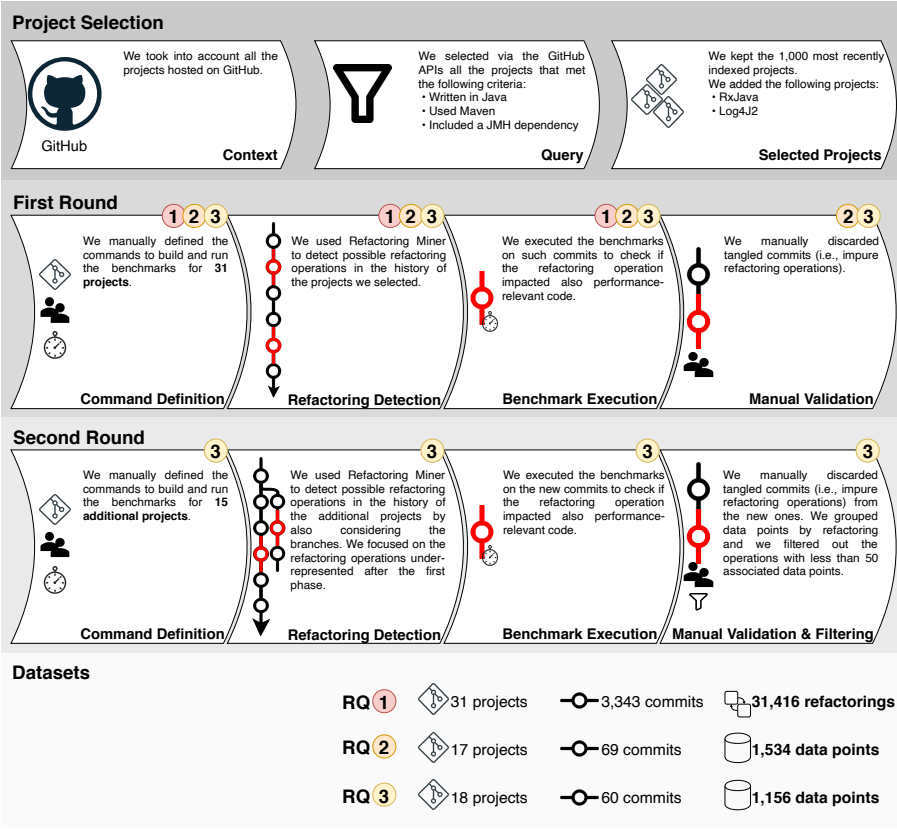 Project Selection
We took into account all the
projects hosted on GitHub.
GitHub
Context
We selected via the GitHub
APIs all the projects that met
the following criteria:
• Written in Java
• Used Maven
• Included a JMH dependency
Query
We kept the 1,000 most recently
indexed projects.
We added the following projects:
• RxJava
• Log4J2
Selected Projects
First Round
1 2 3
We manually defined the
commands to build and run
the benchmarks for 31
projects.
Command Definition
1 2 3
We used Refactoring Miner
to detect possible refactoring
operations in the history of
the projects we selected.
Refactoring Detection
1 2 3
We executed the benchmarks
on such commits to check if
the refactoring operation
impacted also performance-
relevant code.
Benchmark Execution
2 3
We manually discarded
tangled commits (i.e., impure
refactoring operations).
Manual Validation
Second Round
3
We manually defined the
commands to build and run
the benchmarks for 15
additional projects.
Command Definition
3
We used Refactoring Miner
to detect possible refactoring
operations in the history of
the additional projects by
also considering the
branches. We focused on the
refactoring operations under-
represented after the first
phase.
Refactoring Detection
3
We executed the benchmarks
on the new commits to check if
the refactoring operation
impacted also performance-
relevant code.
Benchmark Execution
3
We manually discarded
tangled commits (i.e., impure
refactoring operations) from
the new ones. We grouped
data points by refactoring
and we filtered out the
operations with less than 50
associated data points.
Manual Validation & Filtering
Datasets
RQ 1 31 projects 3,343 commits 31,416 refactorings
RQ 2 17 projects 69 commits 1,534 data points
RQ 3 18 projects 60 commits 1,156 data points